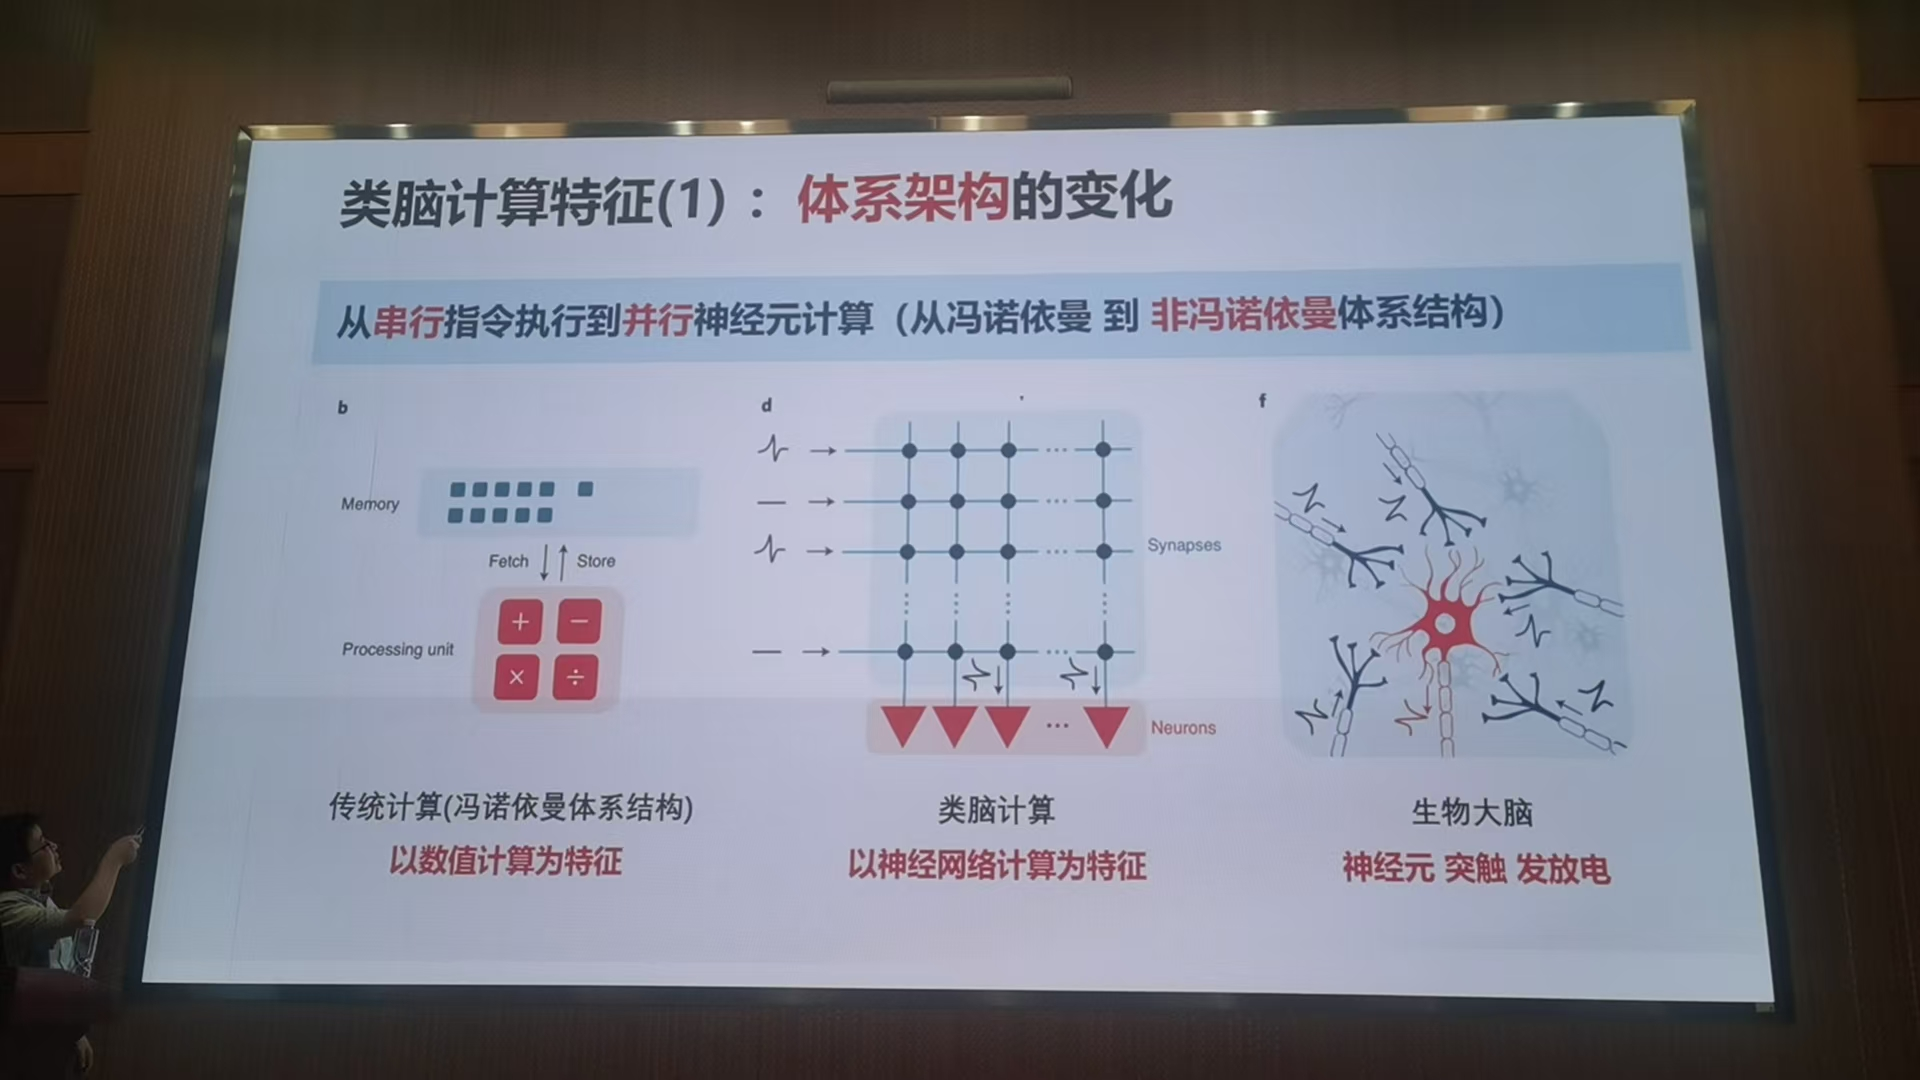 类脑计算特征(1)：体系架构的变化
从串行指令执行到并行神经元计算（从冯诺依曼 到 非冯诺依曼体系结构）
b
Memory
Fetch
Store
+ −
Processing unit
× ÷
传统计算(冯诺依曼体系结构)
以数值计算为特征
d
Synapses
Neurons
类脑计算
以神经网络计算为特征
f
生物大脑
神经元 突触 发放电